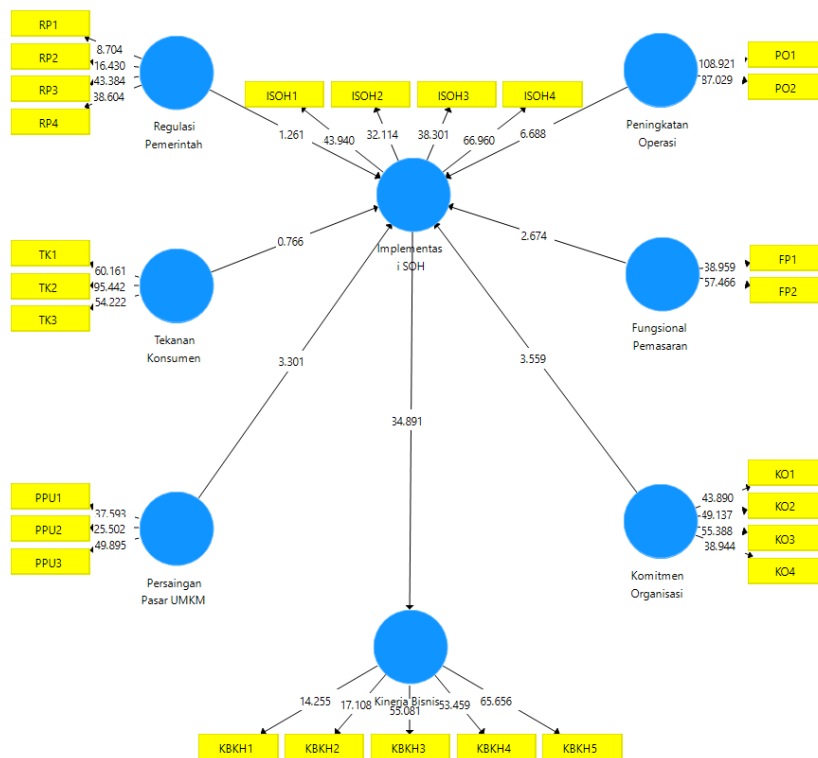 RP1
RP2
RP3
RP4
8.704
16.430
43.384
38.604
Regulasi
Pemerintah
ISOH1
ISOH2
ISOH3
ISOH4
43.940
32.114
38.301
66.960
1.261
6.688
108.921
87.029
PO1
PO2
Peningkatan
Operasi
Implementas
i SOH
TK1
TK2
TK3
60.161
95.442
54.222
Tekanan
Konsumen
0.766
2.674
38.959
57.466
FP1
FP2
Fungsional
Pemasaran
3.301
3.559
34.891
PPU1
PPU2
PPU3
37.593
25.502
49.895
Persaingan
Pasar UMKM
43.890
49.137
55.388
38.944
KO1
KO2
KO3
KO4
Komitmen
Organisasi
Kinerja Bisnis
14.255
17.108
55.081
53.459
65.656
KBKH1
KBKH2
KBKH3
KBKH4
KBKH5